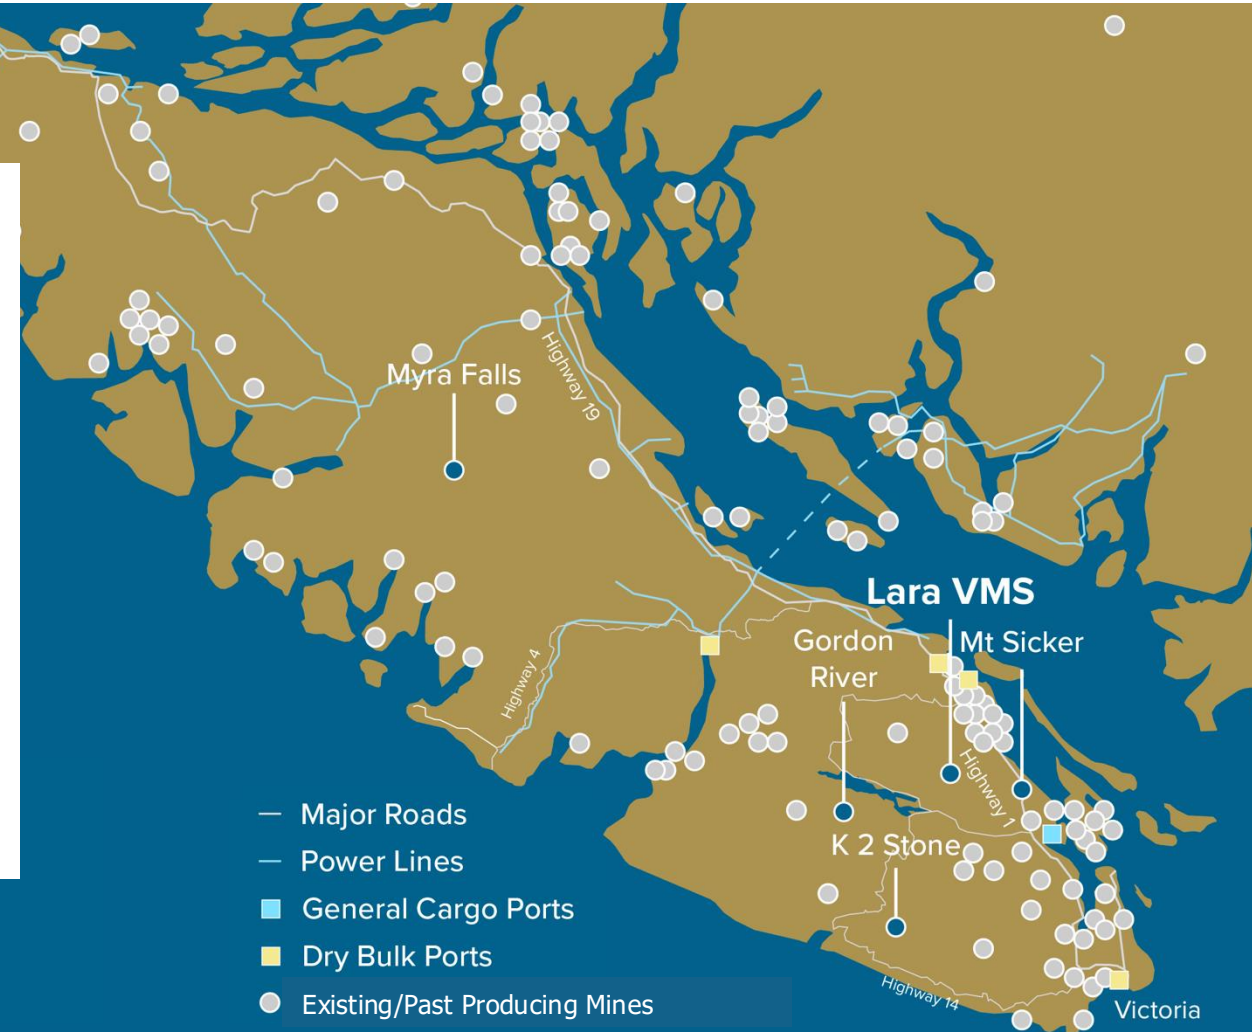 Myra Falls
Highway 19
Lara VMS
Gordon
River
Mt Sicker
Highway 4
Highway 1
K 2 Stone
Highway 14
Victoria
Major Roads
Power Lines
General Cargo Ports
Dry Bulk Ports
Existing/Past Producing Mines